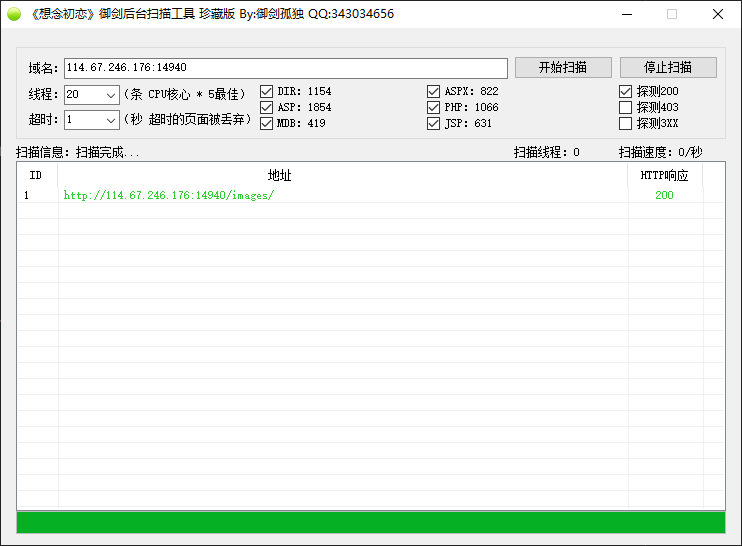 《想念初恋》御剑后台扫描工具 珍藏版 By:御剑孤独 QQ:343034656
域名: 114.67.246.176:14940 开始扫描 停止扫描
线程: 20 (条 CPU核心 * 5最佳) DIR: 1154 ASPX: 822 探测200
ASP: 1854 PHP: 1066 探测403
超时: 1 (秒 超时的页面被丢弃) MDB: 419 JSP: 631 探测3XX
扫描信息: 扫描完成... 扫描线程: 0 扫描速度: 0/秒
ID 地址 HTTP响应
1 http://114.67.246.176:14940/images/ 200